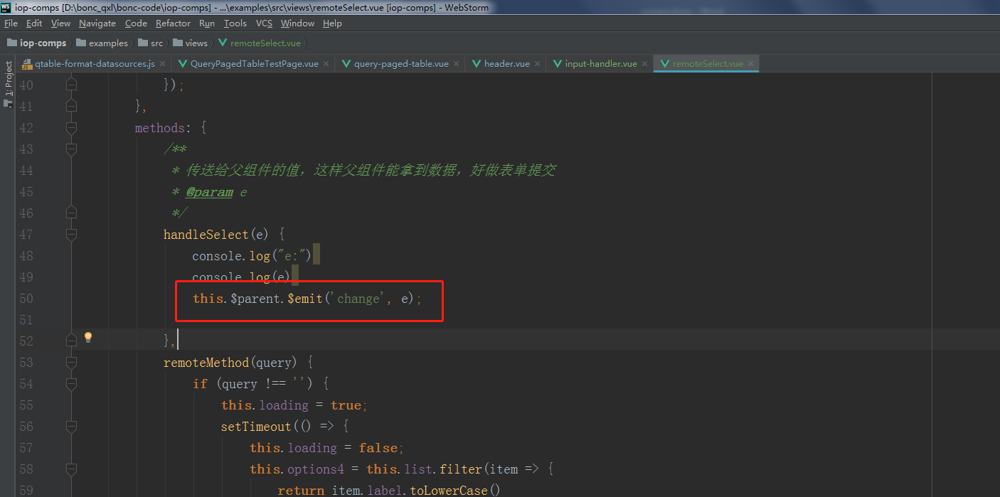 iop-comps [D:\bonc_qxl\bonc-code\iop-comps] - ...\examples\src\views\remoteSelect.vue [iop-comps] - WebStorm
File Edit View Navigate Code Refactor Run Tools VCS Window Help
iop-comps examples src views remoteSelect.vue
qtable-format-datasources.js QueryPagedTableTestPage.vue query-paged-table.vue header.vue input-handler.vue remoteSelect.vue
1: Project
40 });
41 },
42 methods: {
43 /**
44 * 传送给父组件的值，这样父组件能拿到数据，好做表单提交
45 * @param e
46 */
47 handleSelect(e) {
48 console.log("e:")
49 console.log(e)
50 this.$parent.$emit('change', e);
51
52 },
53 remoteMethod(query) {
54 if (query !== '') {
55 this.loading = true;
56 setTimeout(() => {
57 this.loading = false;
58 this.options4 = this.list.filter(item => {
59 return item.label.toLowerCase()